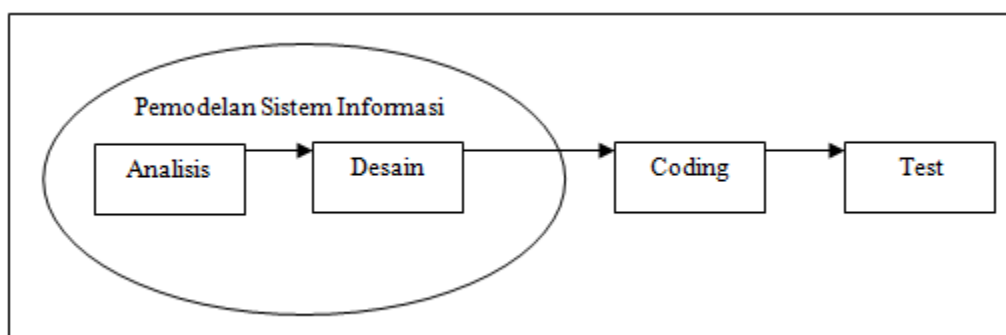 Pemodelan Sistem Informasi
Analisis
Desain
Coding
Test